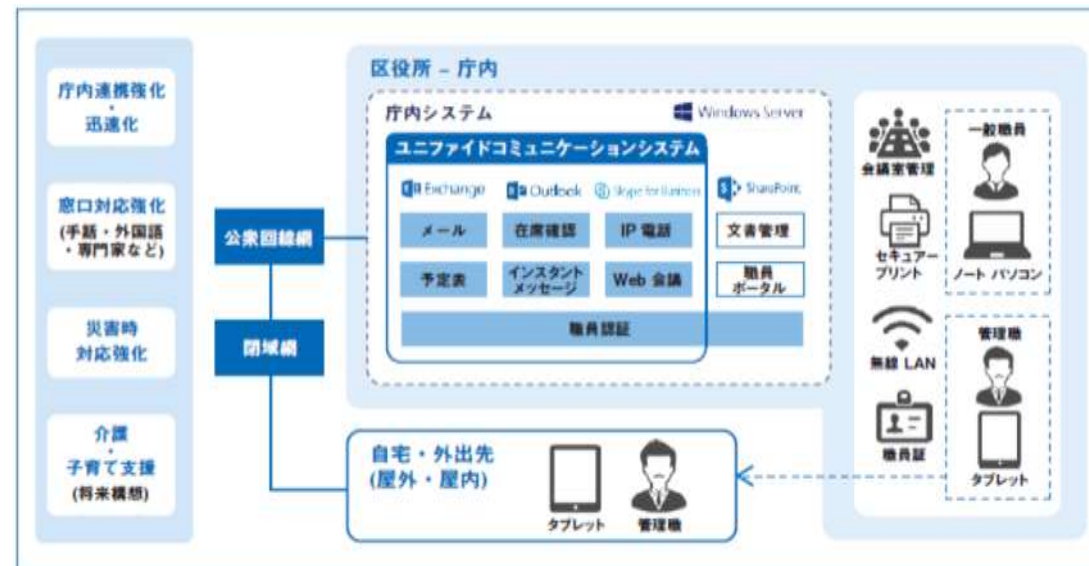 庁内連携強化
・
迅速化
窓口対応強化
(手話・外国語
・専門家など)
災害時
対応強化
介護
・
子育て支援
(将来構想)
公衆回線網
閉域網
区役所 – 庁内
庁内システム
Windows Server
ユニファイドコミュニケーションシステム
Exchange
Outlook
Skype for Business
SharePoint
メール
在席確認
IP 電話
文書管理
予定表
インスタント
メッセージ
Web 会議
職員
ポータル
職員認証
会議室管理
セキュアー
プリント
無線 LAN
職員証
一般職員
ノート パソコン
管理職
タブレット
自宅・外出先
(屋外・屋内)
タブレット
管理職